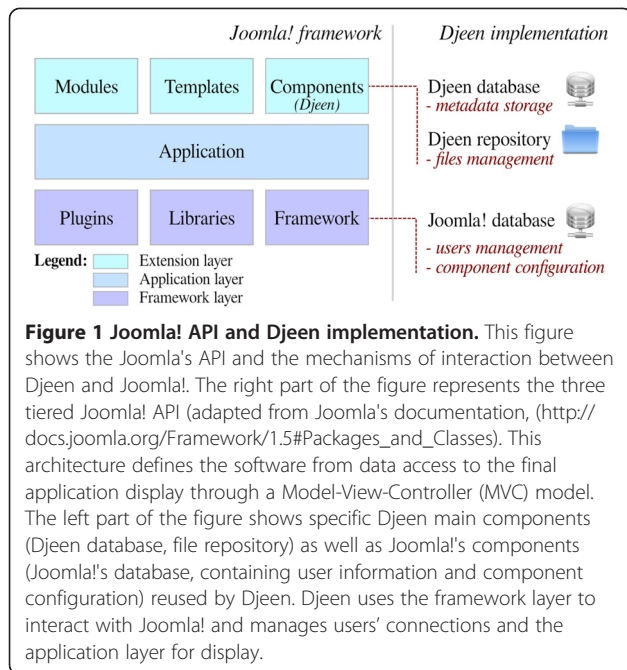 Joomla! framework
Djeen implementation
Modules
Templates
Components
(Djeen)
Djeen database
- metadata storage
Application
Djeen repository
- files management
Plugins
Libraries
Framework
Joomla! database
- users management
- component configuration
Legend:
Extension layer
Application layer
Framework layer
Figure 1 Joomla! API and Djeen implementation. This figure
shows the Joomla's API and the mechanisms of interaction between
Djeen and Joomla!. The right part of the figure represents the three
tiered Joomla! API (adapted from Joomla's documentation, (http://
docs.joomla.org/Framework/1.5#Packages_and_Classes). This
architecture defines the software from data access to the final
application display through a Model-View-Controller (MVC) model.
The left part of the figure shows specific Djeen main components
(Djeen database, file repository) as well as Joomla!'s components
(Joomla!'s database, containing user information and component
configuration) reused by Djeen. Djeen uses the framework layer to
interact with Joomla! and manages users' connections and the
application layer for display.